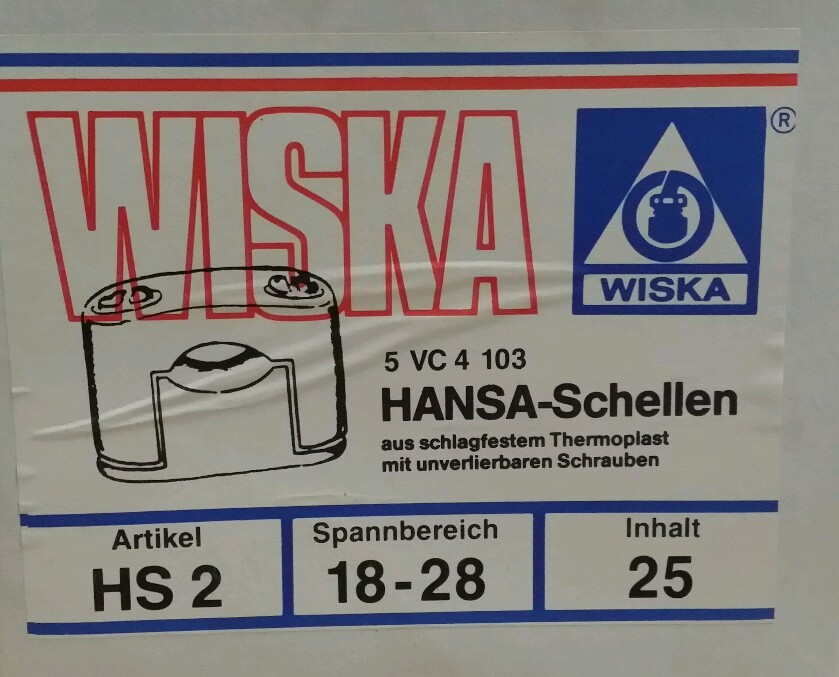 WISKA
®
WISKA
5 VC 4 103
HANSA-Schellen
aus schlagfestem Thermoplast
mit unverlierbaren Schrauben
Artikel
HS 2
Spannbereich
18-28
Inhalt
25